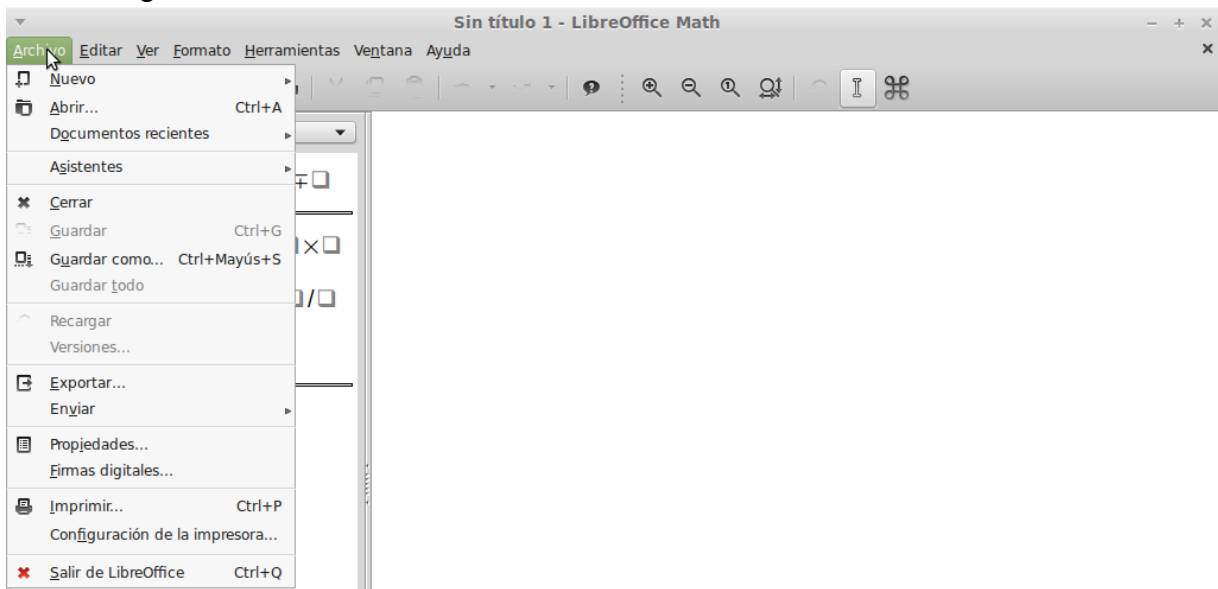 Sin título 1 - LibreOffice Math
Archivo Editar Ver Formato Herramientas Ventana Ayuda
Nuevo
Abrir... Ctrl+A
Documentos recientes
Asistentes
Cerrar
Guardar Ctrl+G
Guardar como... Ctrl+Mayús+S
Guardar todo
Recargar
Versiones...
Exportar...
Enviar
Propiedades...
Firmas digitales...
Imprimir... Ctrl+P
Configuración de la impresora...
Salir de LibreOffice Ctrl+Q